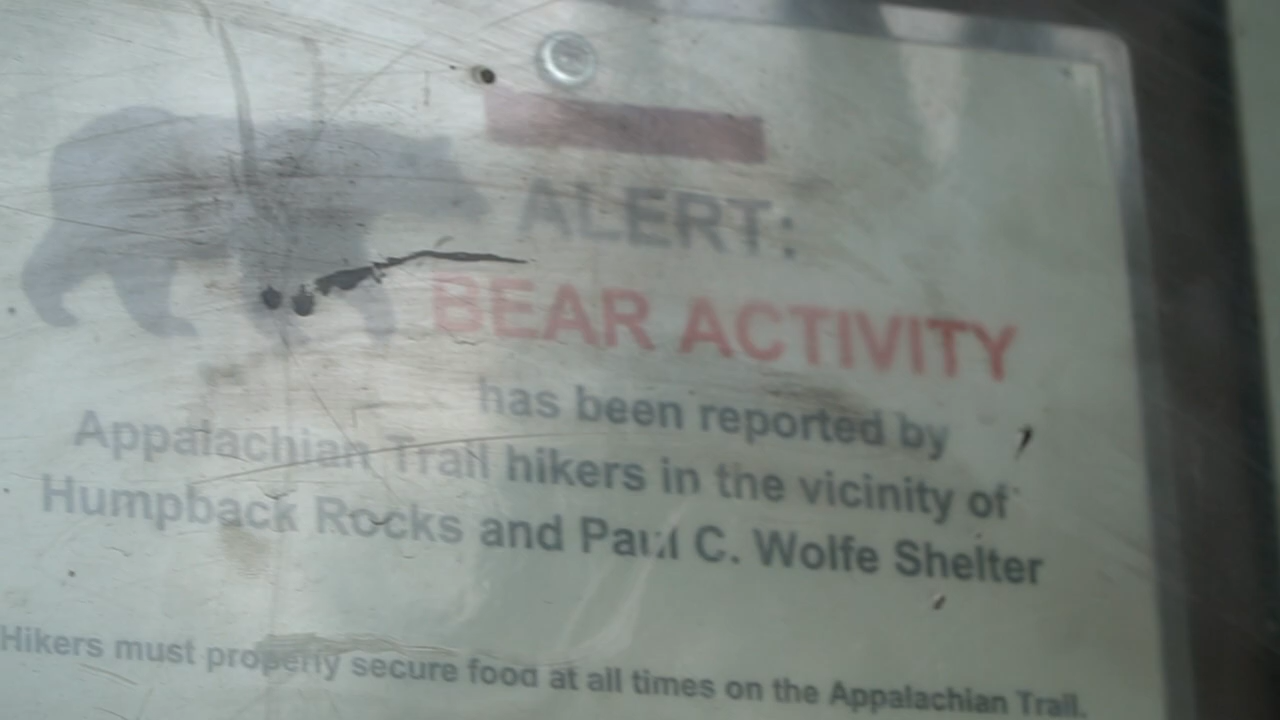 ALERT:
BEAR ACTIVITY
has been reported by
Appalachian Trail hikers in the vicinity of
Humpback Rocks and Paul C. Wolfe Shelter
Hikers must properly secure food at all times on the Appalachian Trail.